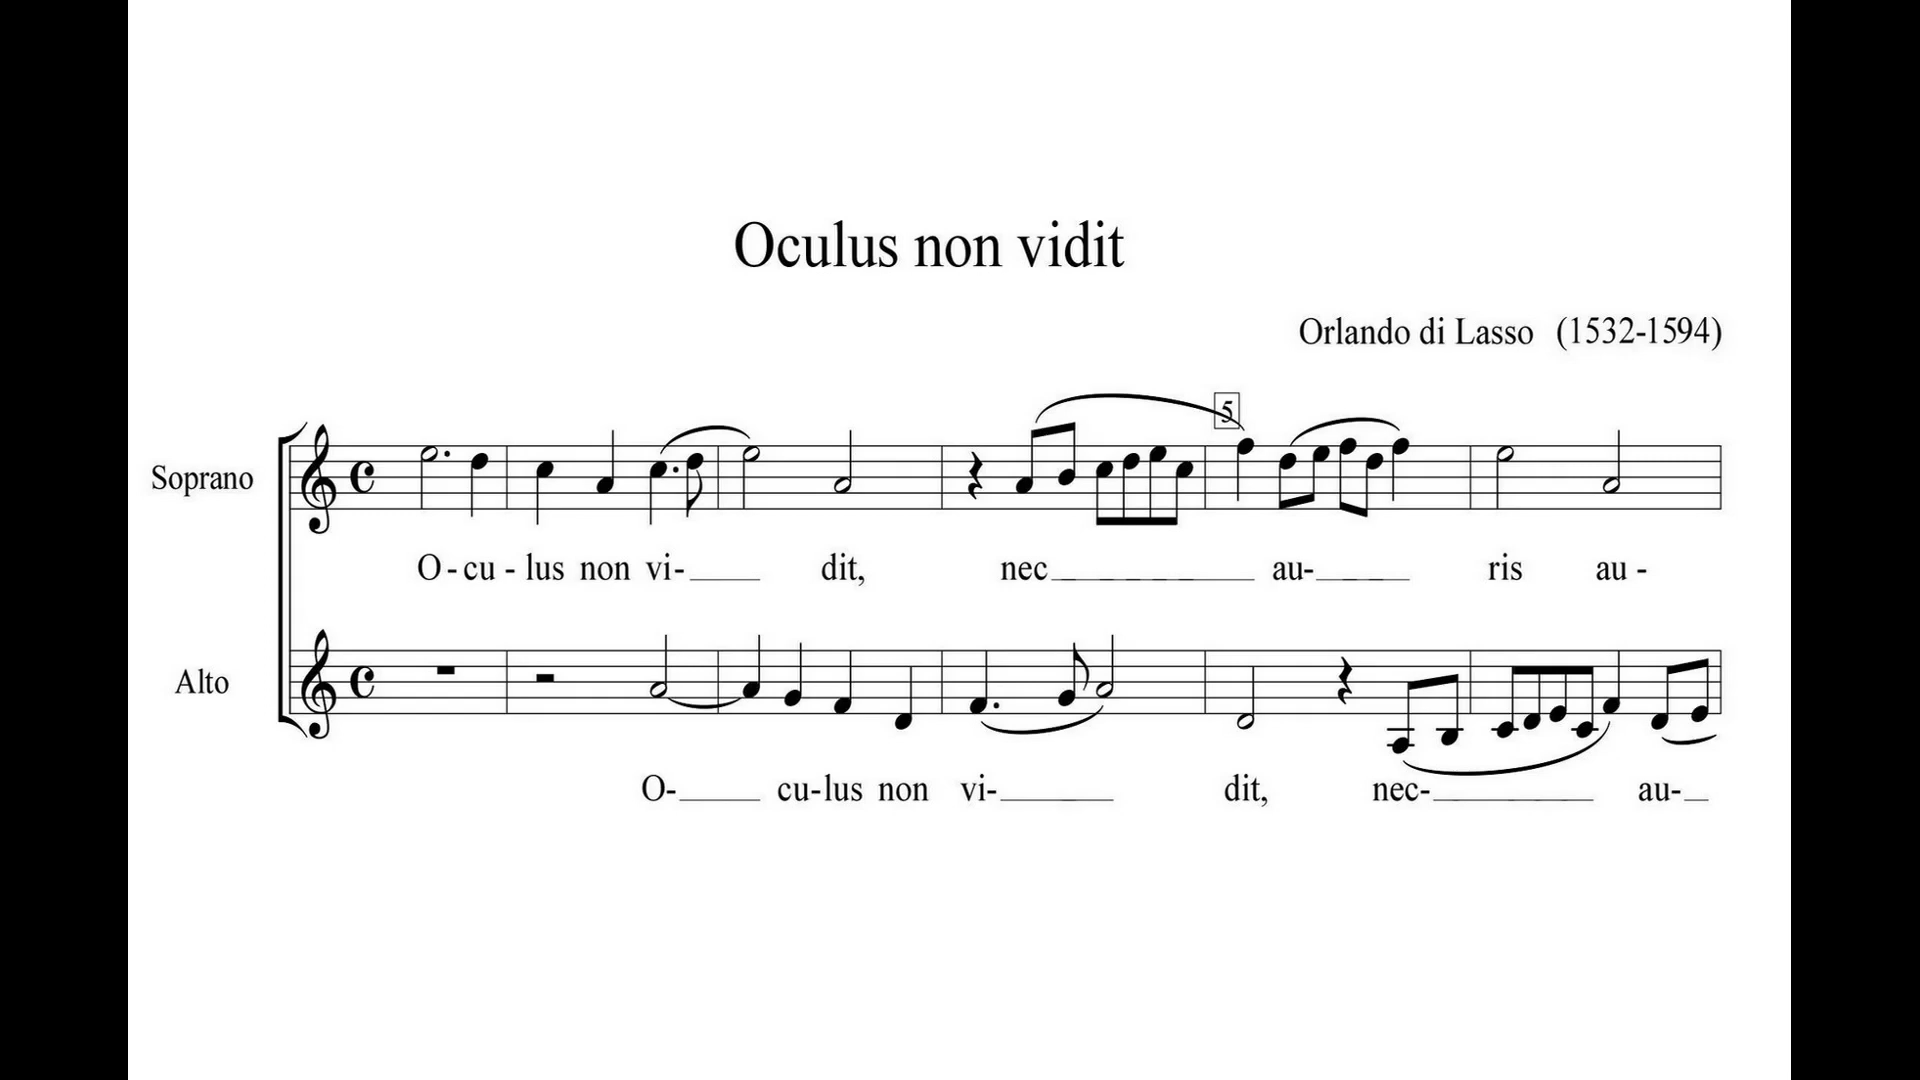 Oculus non vidit
Orlando di Lasso (1532-1594)
5
Soprano
O - cu - lus non vi- dit, nec au- ris au -
Alto
O- cu-lus non vi- dit, nec- au-